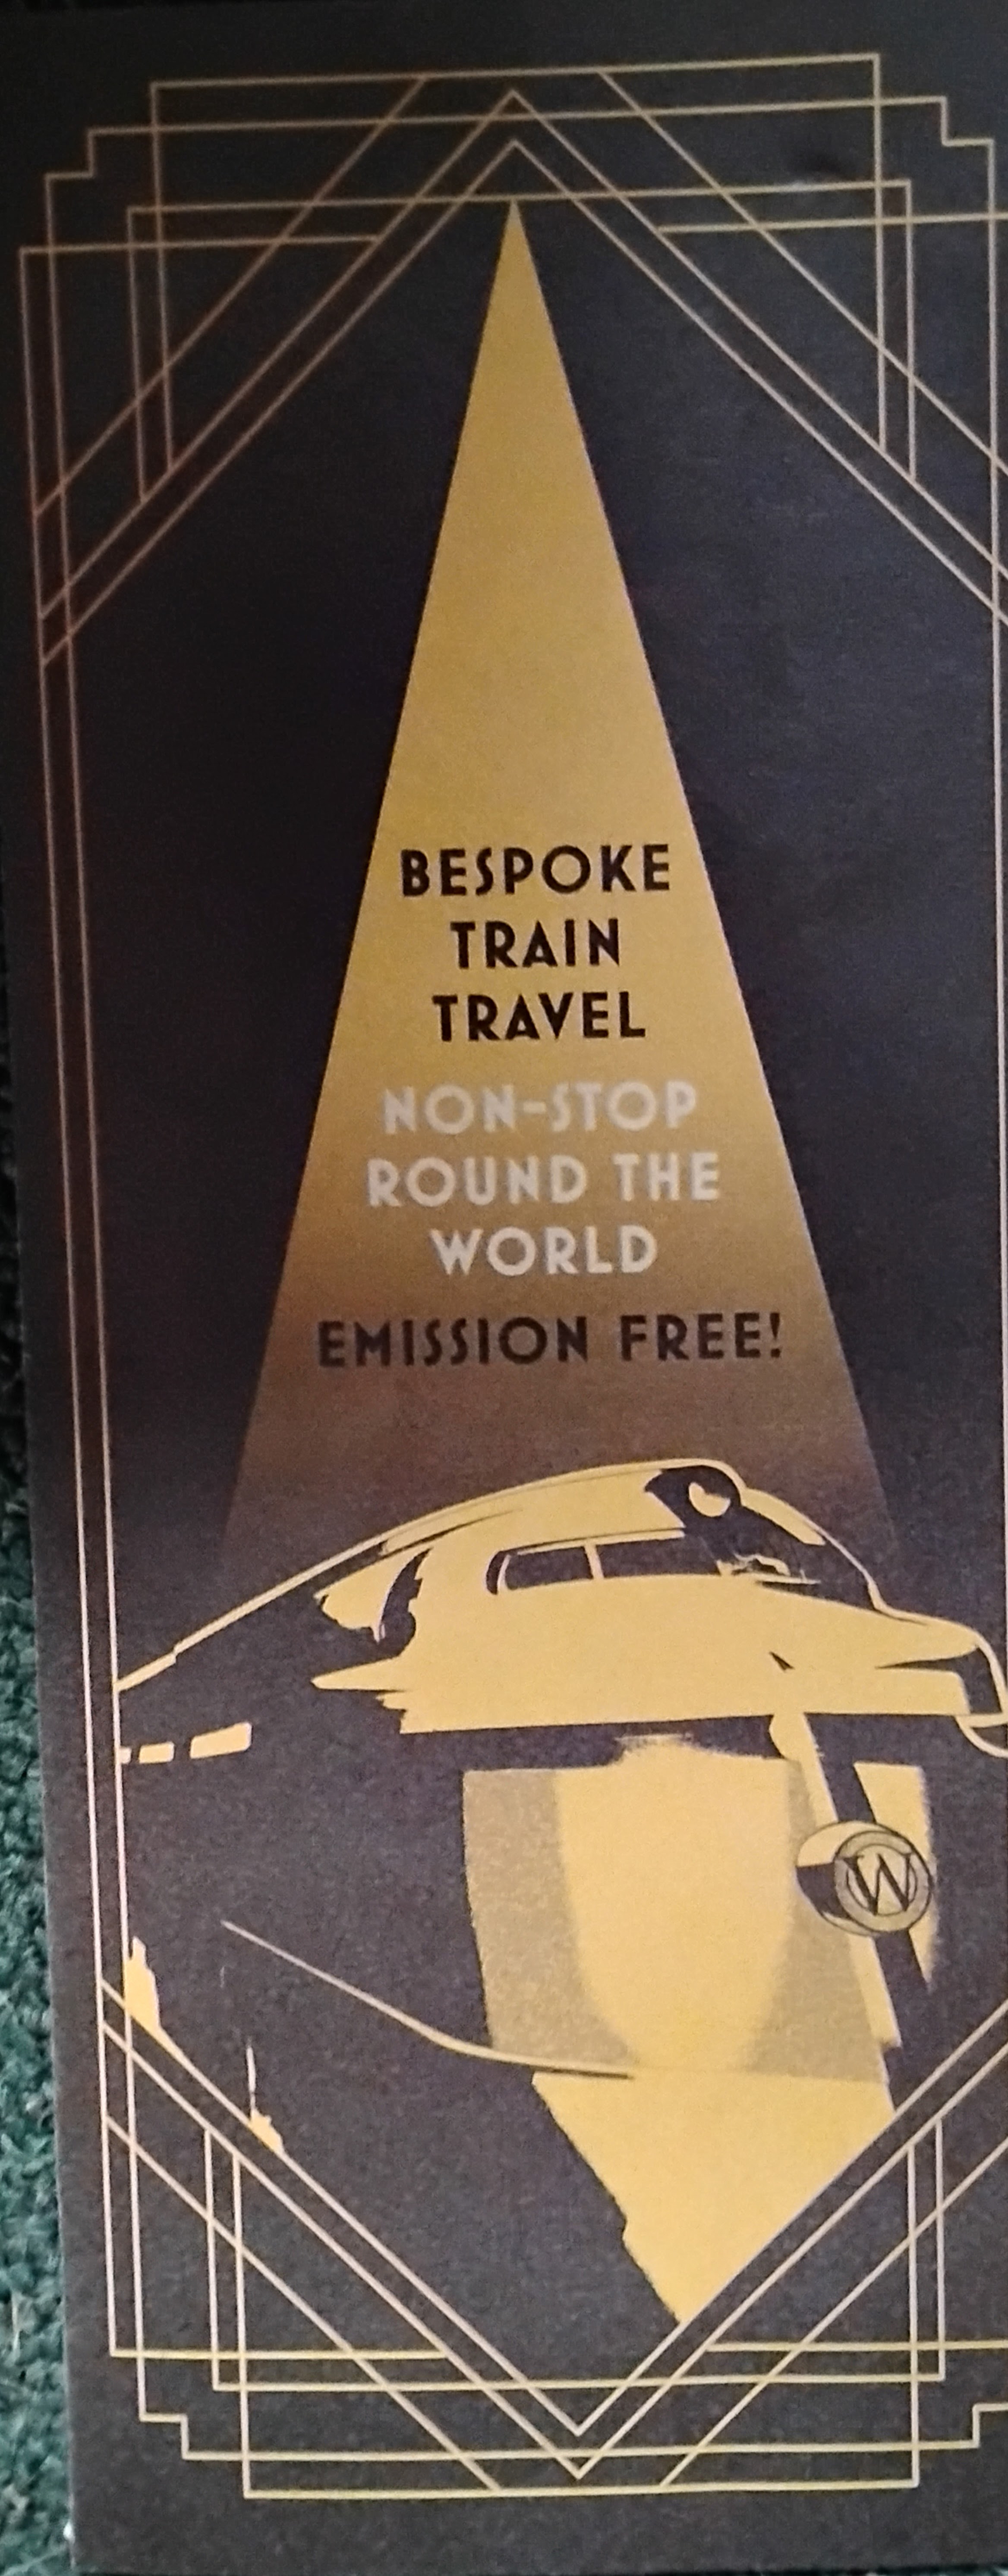 BESPOKE
TRAIN
TRAVEL
NON-STOP
ROUND THE
WORLD
EMISSION FREE!
W